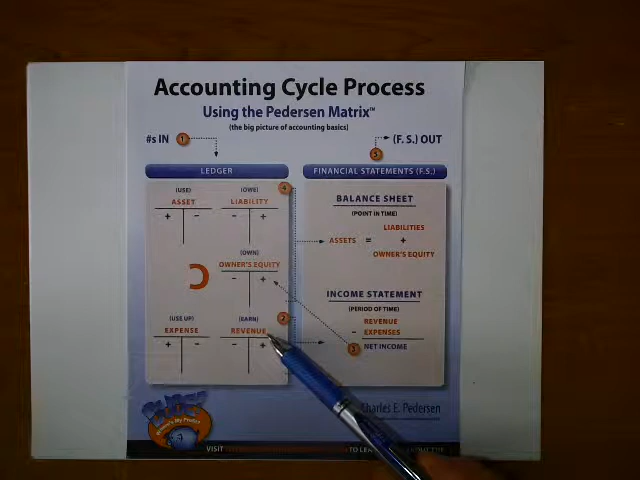 Accounting Cycle Process
Using the Pedersen Matrix™
(the big picture of accounting basics)
#s IN 1
5 (F. S.) OUT
LEDGER
FINANCIAL STATEMENTS (F.S.)
(USE)
ASSET
+ -
(OWE)
LIABILITY
- +
4
(OWN)
OWNER'S EQUITY
- +
(USE UP)
EXPENSE
+ -
(EARN)
REVENUE
- +
2
BALANCE SHEET
(POINT IN TIME)
LIABILITIES
ASSETS = +
OWNER'S EQUITY
INCOME STATEMENT
(PERIOD OF TIME)
REVENUE
- EXPENSES
3 NET INCOME
Charles E. Pedersen
Where's My Profit?
VISIT
TO